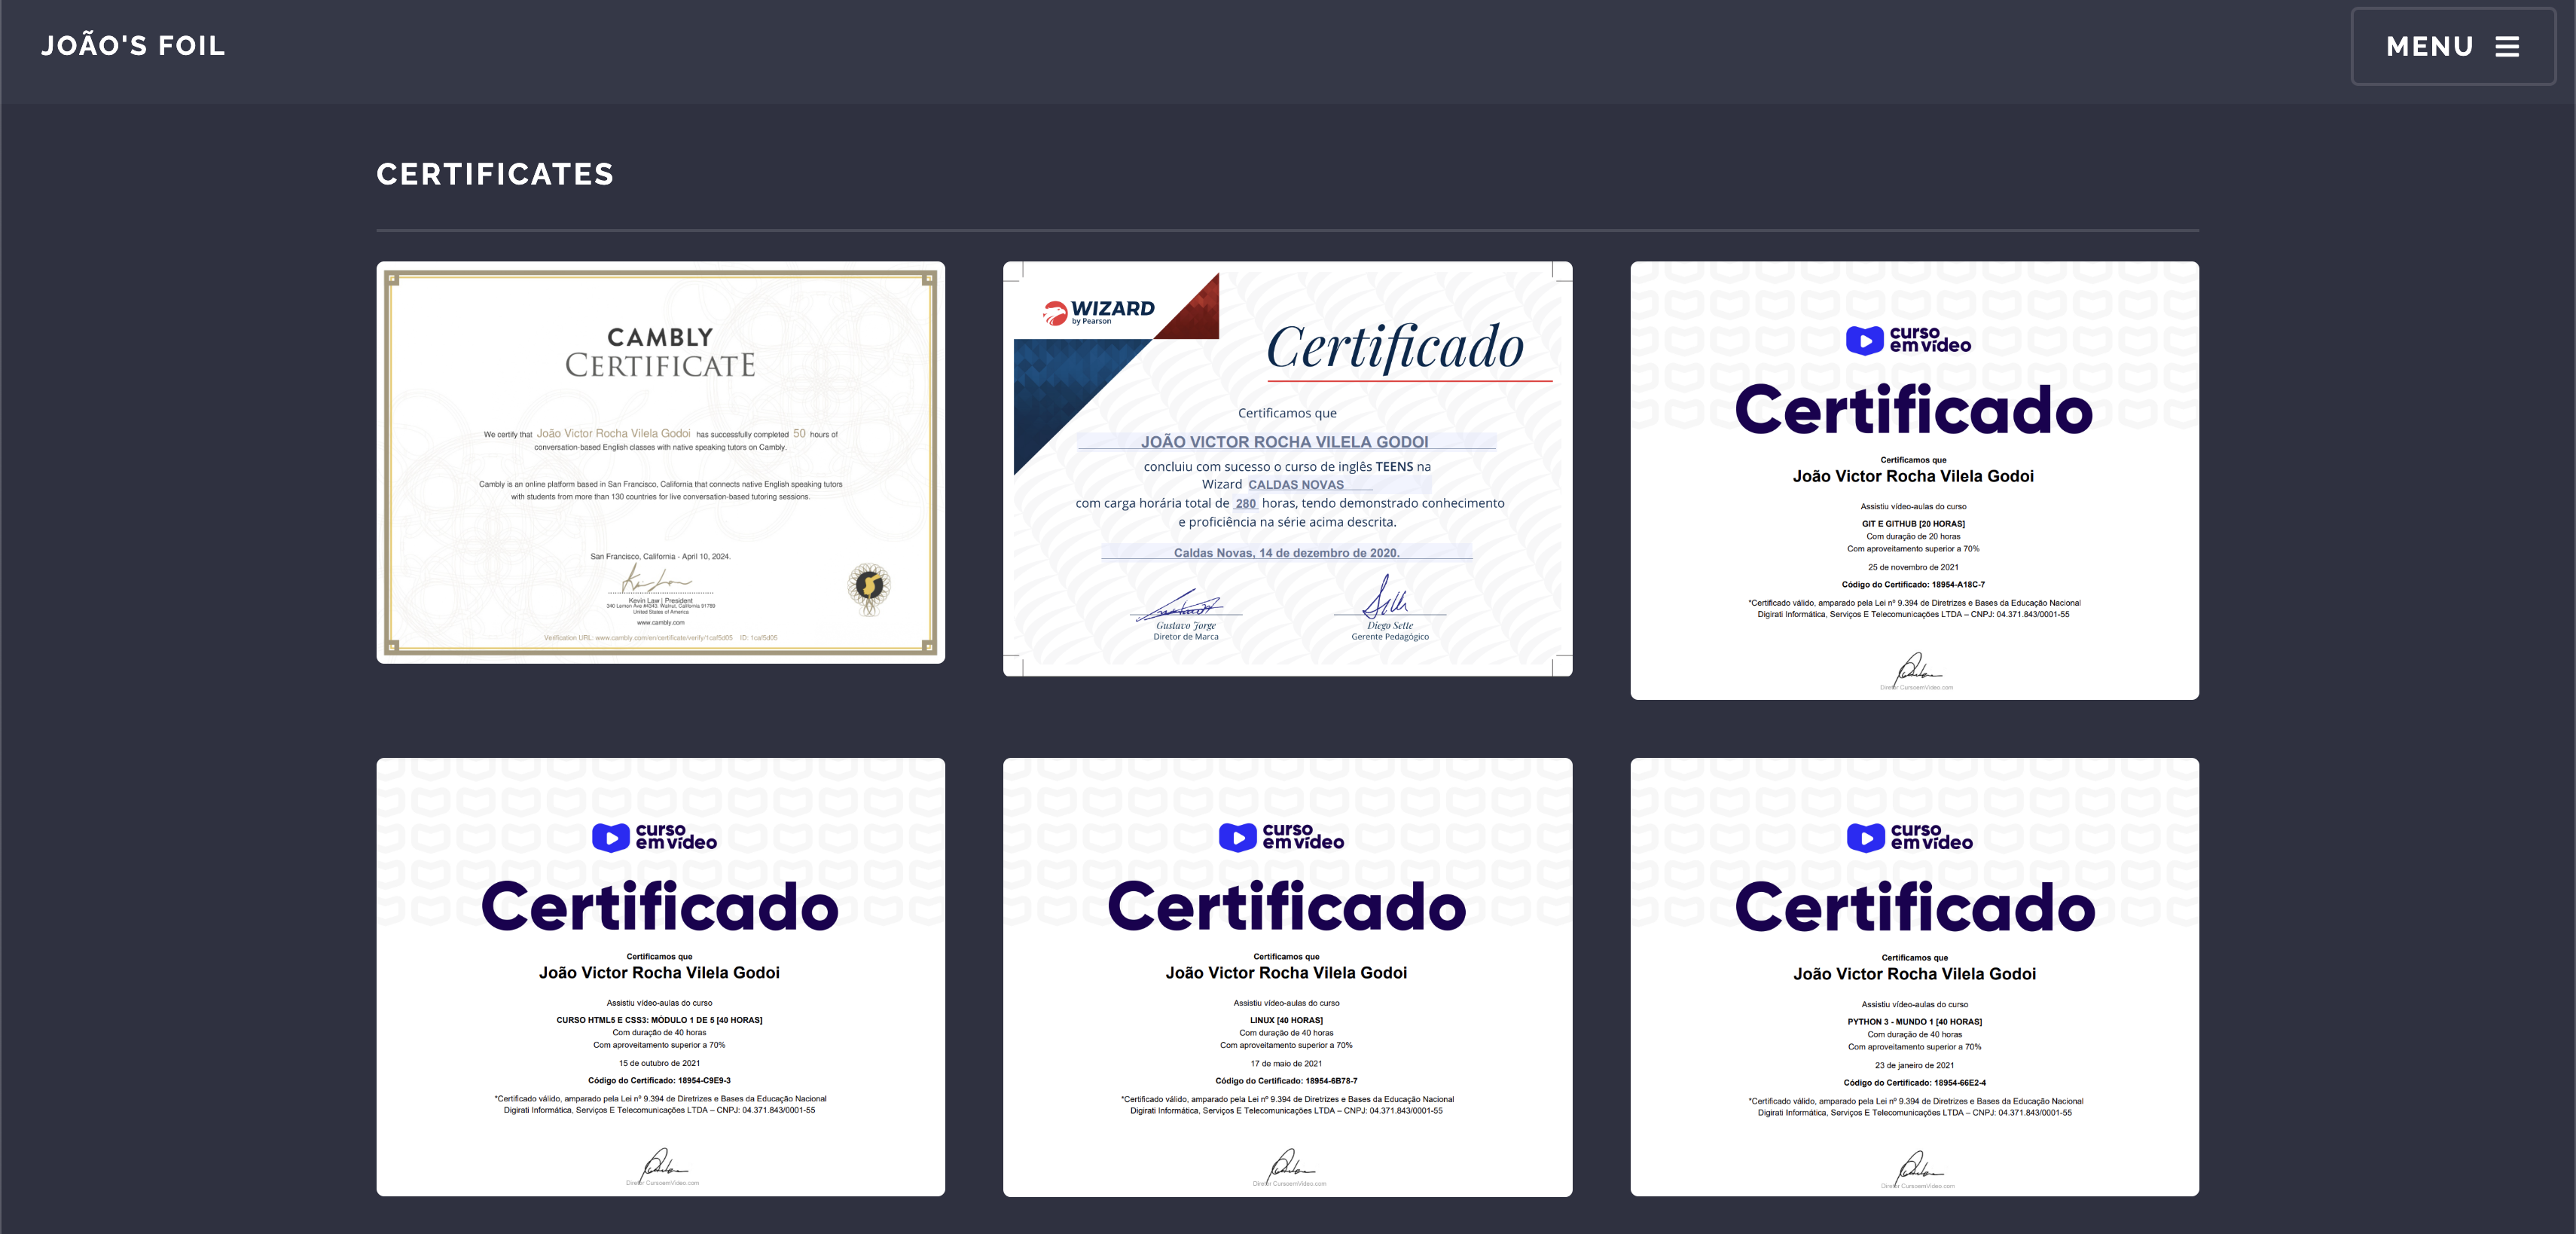 JOÃO'S FOIL
MENU
CERTIFICATES
CAMBLY
CERTIFICATE
We certify that João Victor Rocha Vilela Godoi has successfully completed 50 hours of
conversation-based English classes with native speaking tutors on Cambly.
Cambly is an online platform based in San Francisco, California that connects native English speaking tutors
with students from more than 130 countries for live conversation-based tutoring sessions.
San Francisco, California - April 10, 2024.
Kevin Law | President
340 Lemon Ave #4343, Walnut, California 91789
United States of America
www.cambly.com
Verification URL: www.cambly.com/en/certificate/verify/1caf5d05 ID: 1caf5d05
WIZARD
by Pearson
Certificado
Certificamos que
JOÃO VICTOR ROCHA VILELA GODOI
concluiu com sucesso o curso de inglês TEENS na
Wizard CALDAS NOVAS
com carga horária total de 280 horas, tendo demonstrado conhecimento
e proficiência na série acima descrita.
Caldas Novas, 14 de dezembro de 2020.
Gustavo Jorge
Diretor de Marca
Diego Sette
Gerente Pedagógico
curso
em vídeo
Certificado
Certificamos que
João Victor Rocha Vilela Godoi
Assistiu vídeo-aulas do curso
GIT E GITHUB [20 HORAS]
Com duração de 20 horas
Com aproveitamento superior a 70%
25 de novembro de 2021
Código do Certificado: 18954-A18C-7
*Certificado válido, amparado pela Lei nº 9.394 de Diretrizes e Bases da Educação Nacional
Digirati Informática, Serviços E Telecomunicações LTDA – CNPJ: 04.371.843/0001-55
Diretor CursoemVideo.com
curso
em vídeo
Certificado
Certificamos que
João Victor Rocha Vilela Godoi
Assistiu vídeo-aulas do curso
CURSO HTML5 E CSS3: MÓDULO 1 DE 5 [40 HORAS]
Com duração de 40 horas
Com aproveitamento superior a 70%
15 de outubro de 2021
Código do Certificado: 18954-C9E9-3
*Certificado válido, amparado pela Lei nº 9.394 de Diretrizes e Bases da Educação Nacional
Digirati Informática, Serviços E Telecomunicações LTDA – CNPJ: 04.371.843/0001-55
Diretor CursoemVideo.com
curso
em vídeo
Certificado
Certificamos que
João Victor Rocha Vilela Godoi
Assistiu vídeo-aulas do curso
LINUX [40 HORAS]
Com duração de 40 horas
Com aproveitamento superior a 70%
17 de maio de 2021
Código do Certificado: 18954-6B78-7
*Certificado válido, amparado pela Lei nº 9.394 de Diretrizes e Bases da Educação Nacional
Digirati Informática, Serviços E Telecomunicações LTDA – CNPJ: 04.371.843/0001-55
Diretor CursoemVideo.com
curso
em vídeo
Certificado
Certificamos que
João Victor Rocha Vilela Godoi
Assistiu vídeo-aulas do curso
PYTHON 3 - MUNDO 1 [40 HORAS]
Com duração de 40 horas
Com aproveitamento superior a 70%
23 de janeiro de 2021
Código do Certificado: 18954-66E2-4
*Certificado válido, amparado pela Lei nº 9.394 de Diretrizes e Bases da Educação Nacional
Digirati Informática, Serviços E Telecomunicações LTDA – CNPJ: 04.371.843/0001-55
Diretor CursoemVideo.com